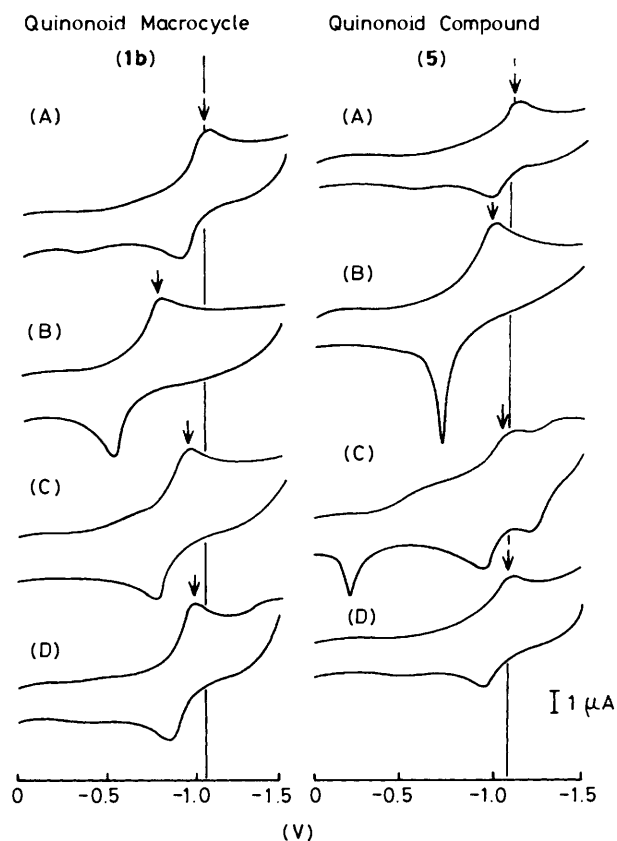 Quinonoid Macrocycle
(1b)
Quinonoid Compound
(5)
(A)
(A)
(B)
(B)
(C)
(C)
(D)
(D)
1 μA
0 -0.5 -1.0 -1.5
0 -0.5 -1.0 -1.5
(V)